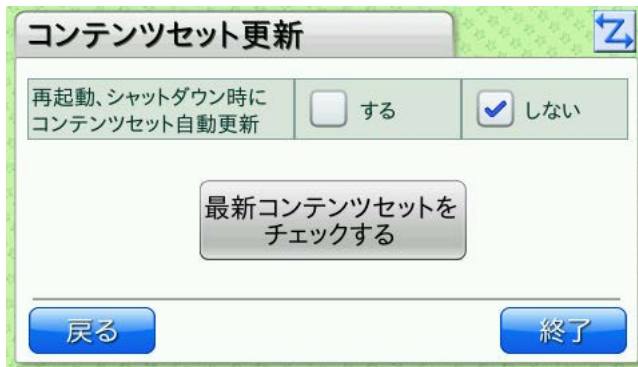 コンテンツセット更新
Z
再起動、シャットダウン時に
コンテンツセット自動更新
する
しない
最新コンテンツセットを
チェックする
戻る
終了